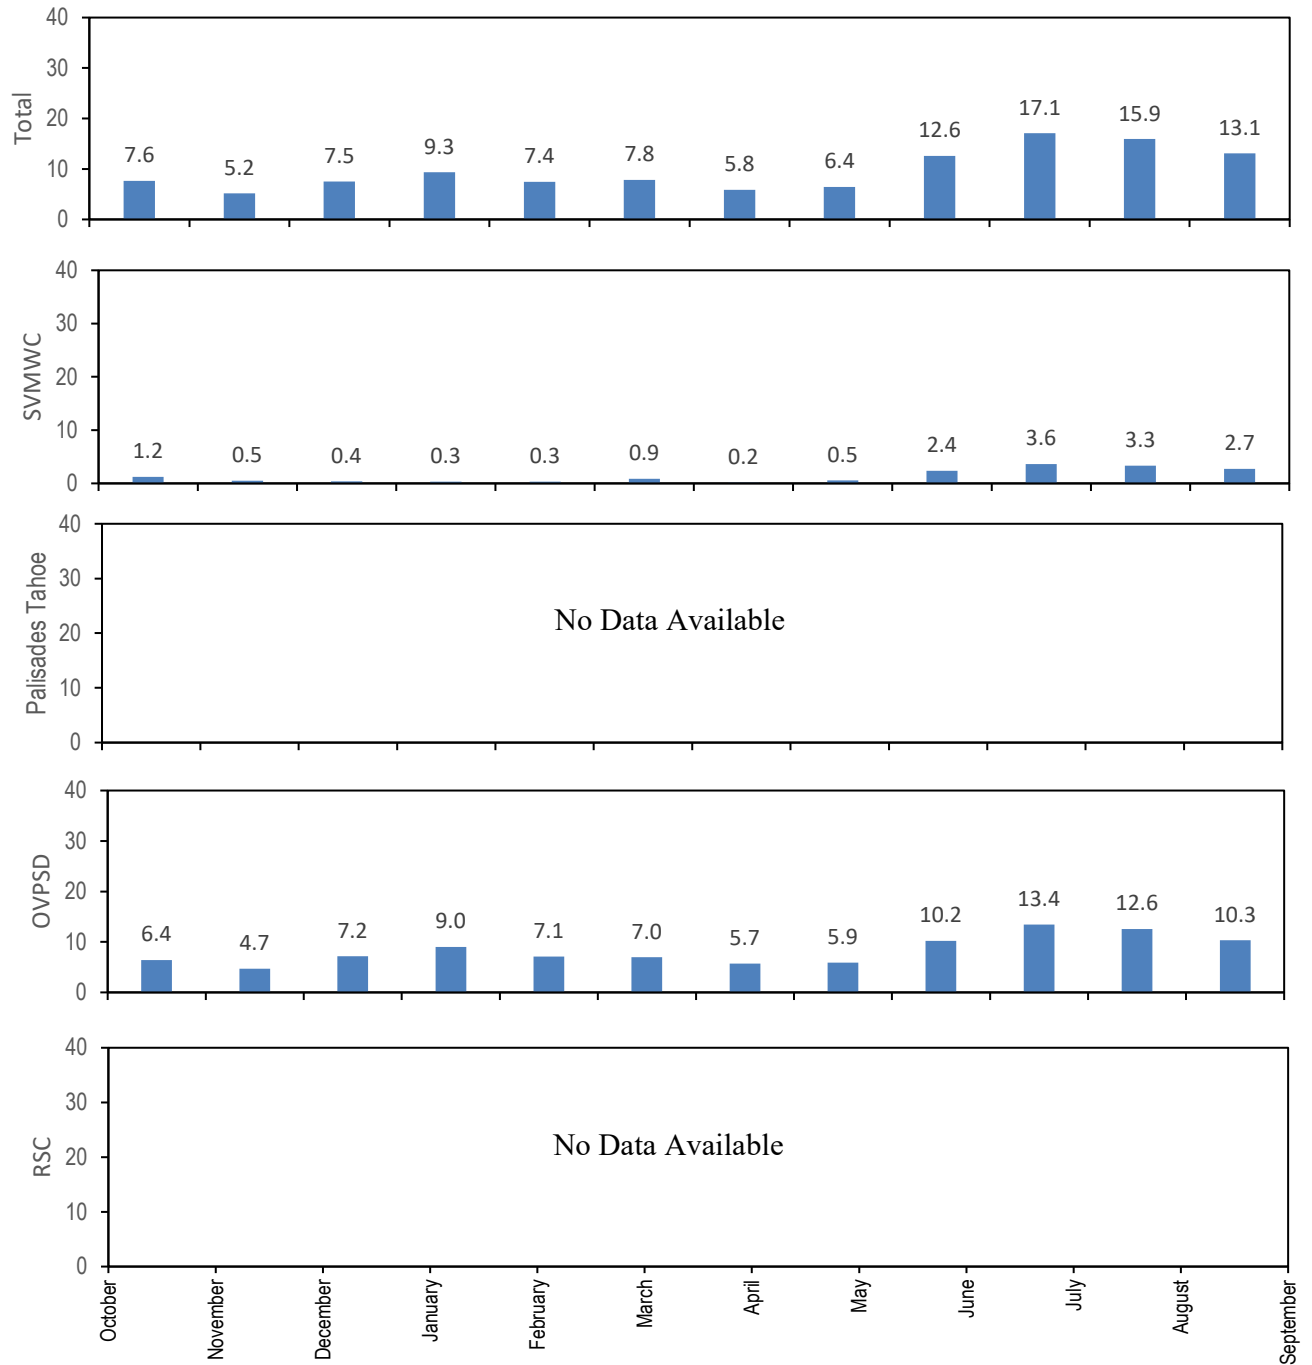 40
30
20
10
0
Total
7.6 5.2 7.5 9.3 7.4 7.8 5.8 6.4 12.6 17.1 15.9 13.1
40
30
20
10
0
SVMWC
1.2 0.5 0.4 0.3 0.3 0.9 0.2 0.5 2.4 3.6 3.3 2.7
40
30
20
10
0
Palisades Tahoe
No Data Available
40
30
20
10
0
OVPSD
6.4 4.7 7.2 9.0 7.1 7.0 5.7 5.9 10.2 13.4 12.6 10.3
40
30
20
10
0
RSC
No Data Available
October
November
December
January
February
March
April
May
June
July
August
September